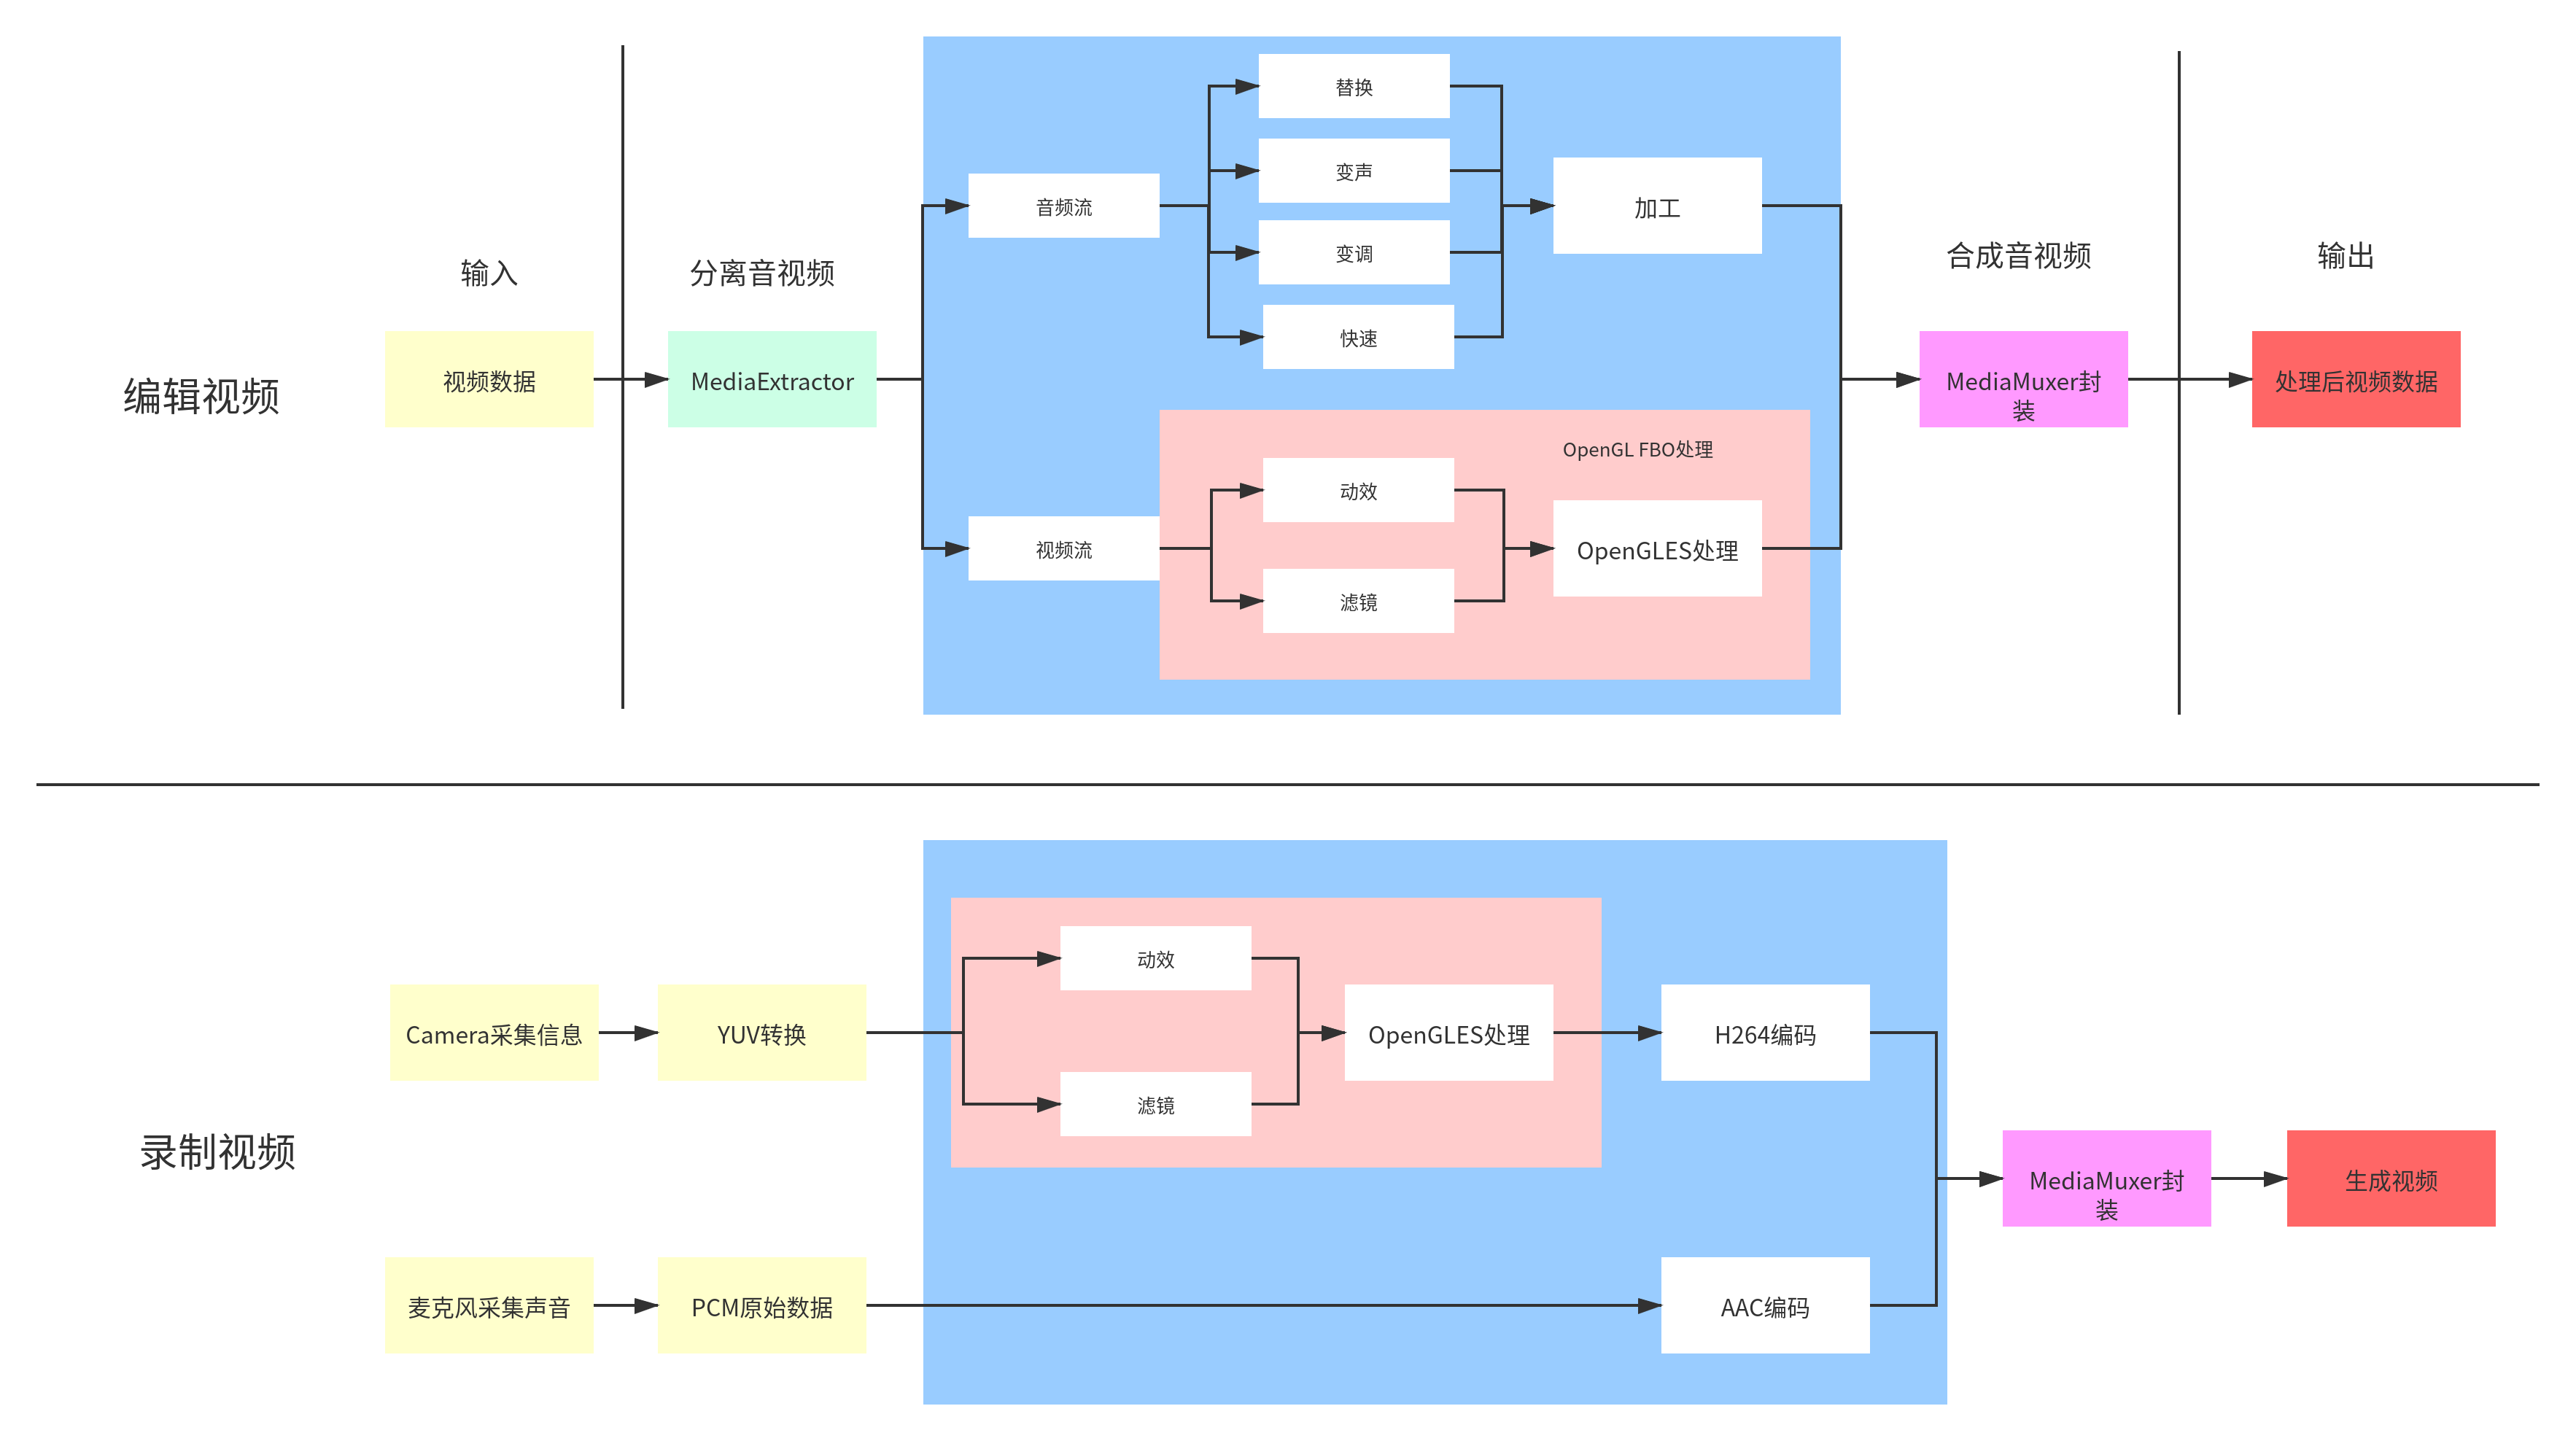 编辑视频
输入
视频数据
分离音视频
MediaExtractor
音频流
替换
变声
变调
快速
加工
视频流
OpenGL FBO处理
动效
滤镜
OpenGLES处理
合成音视频
MediaMuxer封
装
输出
处理后视频数据
录制视频
Camera采集信息
YUV转换
动效
滤镜
OpenGLES处理
H264编码
麦克风采集声音
PCM原始数据
AAC编码
MediaMuxer封
装
生成视频